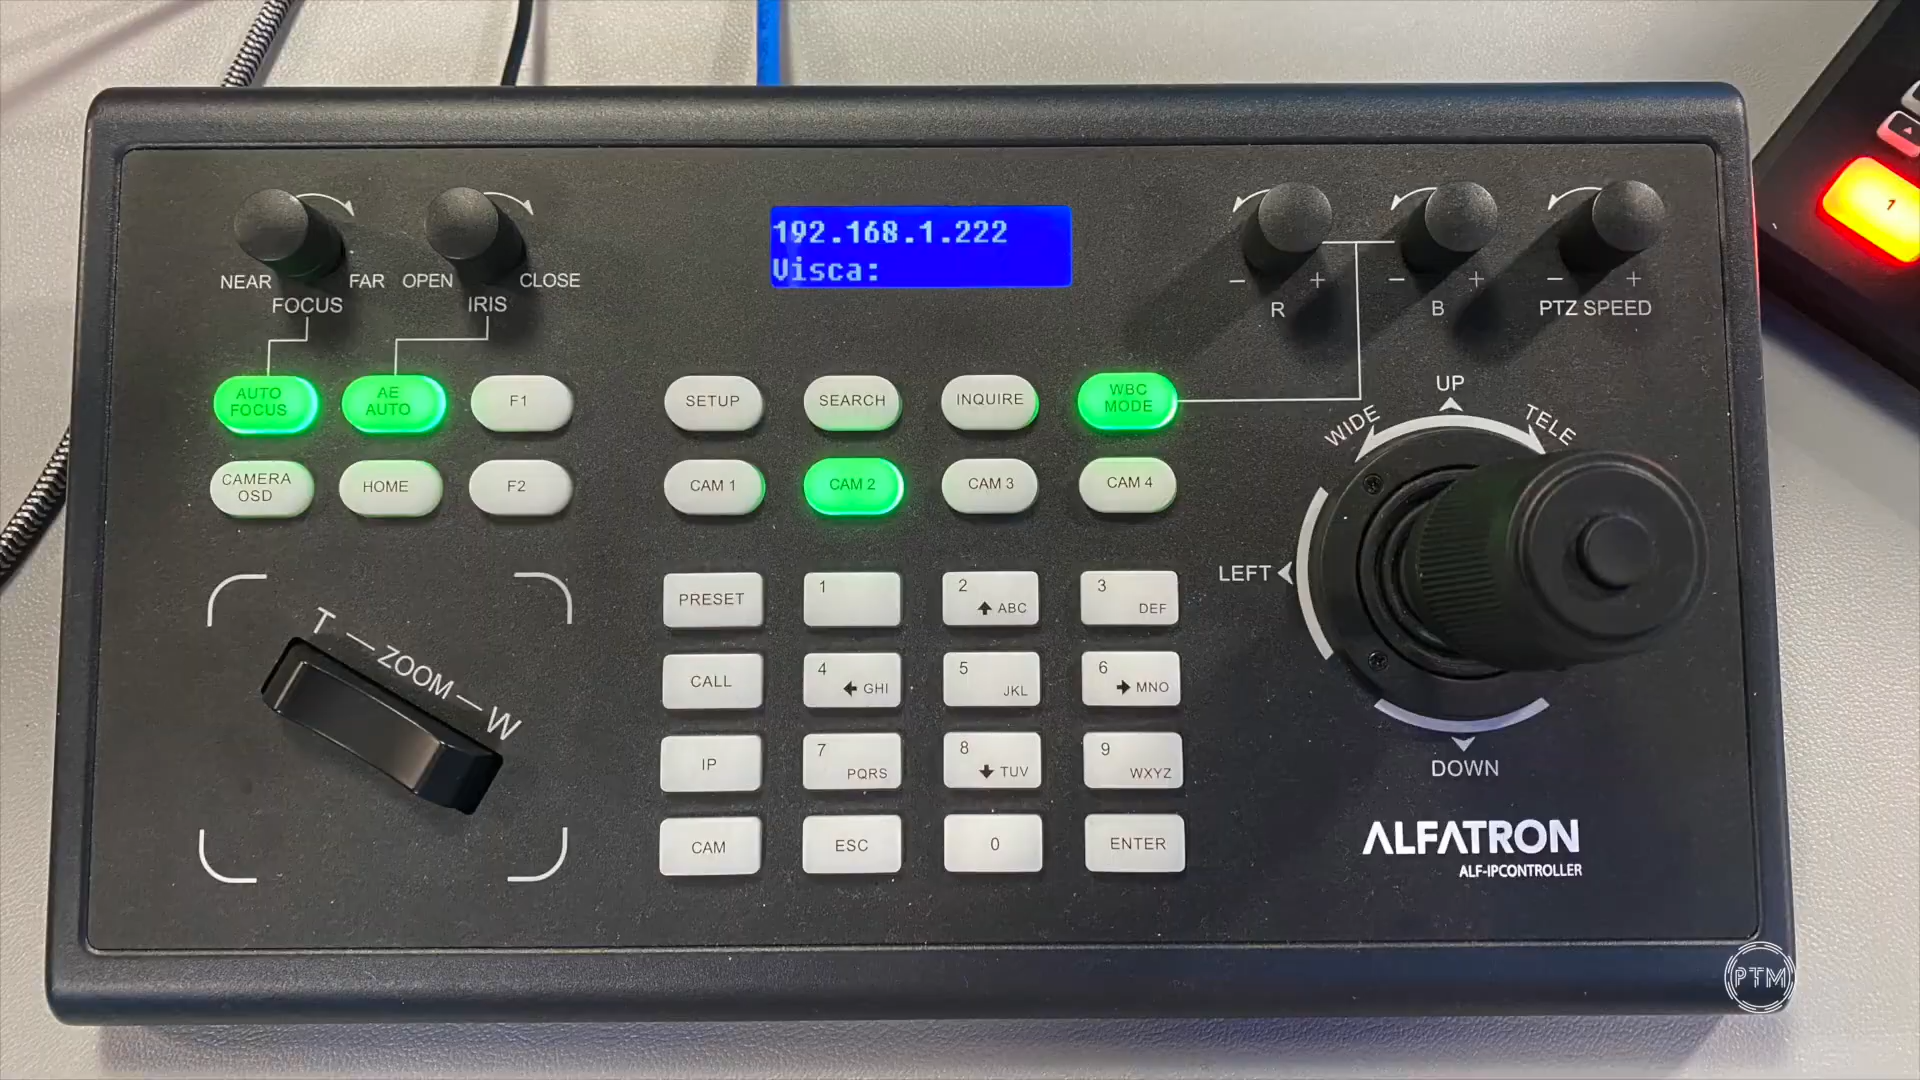 192.168.1.222
Visca:
NEAR
FAR
FOCUS
OPEN
CLOSE
IRIS
−
+
R
−
+
B
−
+
PTZ SPEED
AUTO
FOCUS
AE
AUTO
F1
SETUP
SEARCH
INQUIRE
WBC
MODE
CAMERA
OSD
HOME
F2
CAM 1
CAM 2
CAM 3
CAM 4
UP
WIDE
TELE
LEFT
DOWN
T — ZOOM — W
PRESET
1
2
ABC
3
DEF
CALL
4
GHI
5
JKL
6
MNO
IP
7
PQRS
8
TUV
9
WXYZ
CAM
ESC
0
ENTER
ALFATRON
ALF-IPCONTROLLER
1
PTM